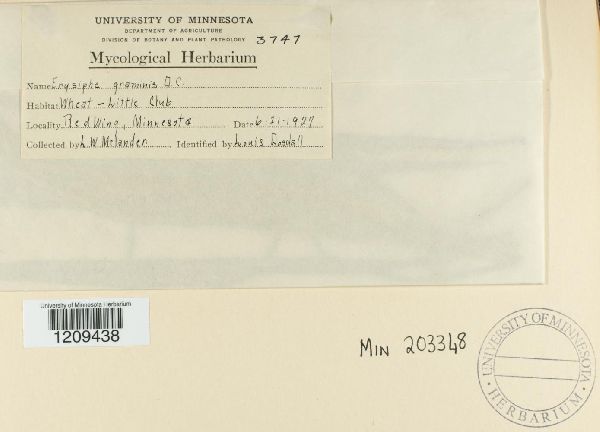 UNIVERSITY OF MINNESOTA
DEPARTMENT OF AGRICULTURE
DIVISION OF BOTANY AND PLANT PATHOLOGY
3747
Mycological Herbarium
Name Erysiphe graminis D C.
Habitat Wheat - Little Club
Locality Red Wing, Minnesota Date 6-21-1927
Collected by L W Melander Identified by Louis
University of Minnesota Herbarium
1209438
MIN 203348
UNIVERSITY OF MINNESOTA
HERBARIUM